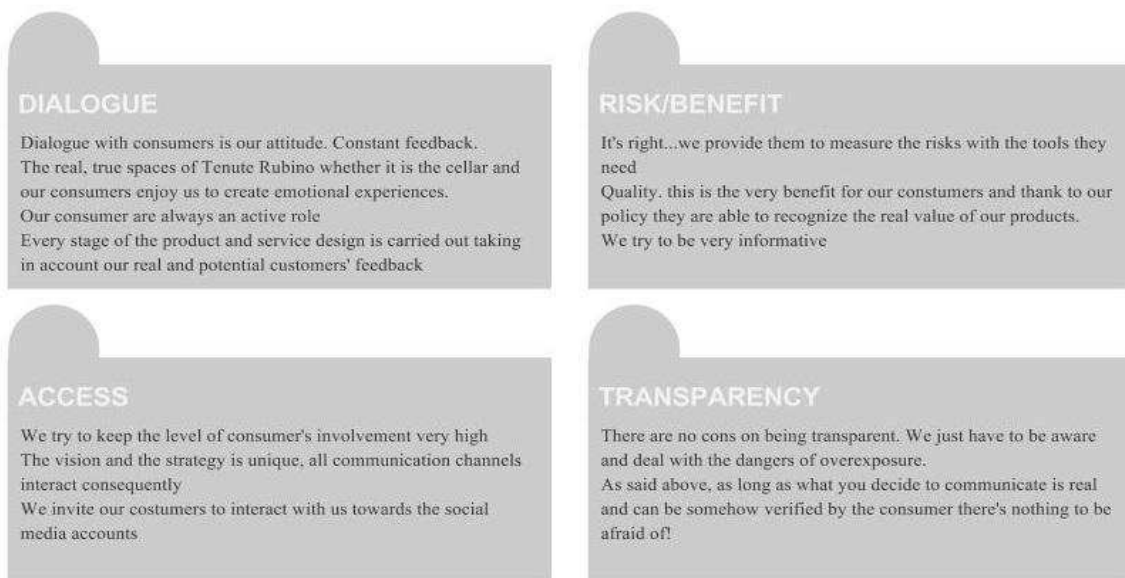 DIALOGUE
Dialogue with consumers is our attitude. Constant feedback.
The real, true spaces of Tenute Rubino whether it is the cellar and
our consumers enjoy us to create emotional experiences.
Our consumer are always an active role
Every stage of the product and service design is carried out taking
in account our real and potential customers' feedback
RISK/BENEFIT
It's right...we provide them to measure the risks with the tools they
need
Quality. this is the very benefit for our constumers and thank to our
policy they are able to recognize the real value of our products.
We try to be very informative
ACCESS
We try to keep the level of consumer's involvement very high
The vision and the strategy is unique, all communication channels
interact consequently
We invite our costumers to interact with us towards the social
media accounts
TRANSPARENCY
There are no cons on being transparent. We just have to be aware
and deal with the dangers of overexposure.
As said above, as long as what you decide to communicate is real
and can be somehow verified by the consumer there's nothing to be
afraid of!